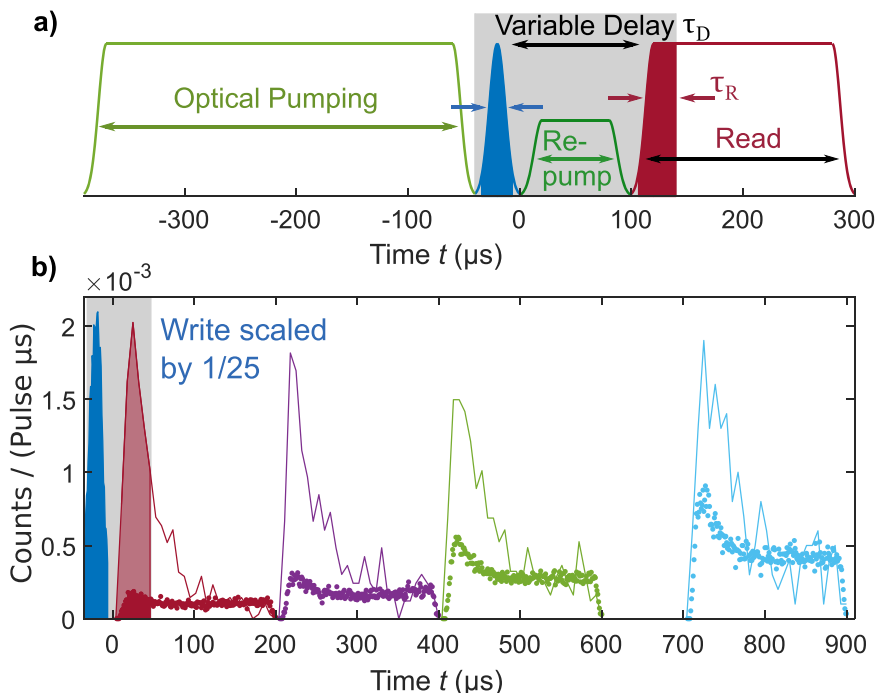 a)
Variable Delay τD
Optical Pumping
τR
Re-
pump
Read
-300 -200 -100 0 100 200 300
Time t (µs)
b)
×10-3
Write scaled
by 1/25
2
1.5
1
0.5
0
Counts / (Pulse µs)
0 100 200 300 400 500 600 700 800 900
Time t (µs)